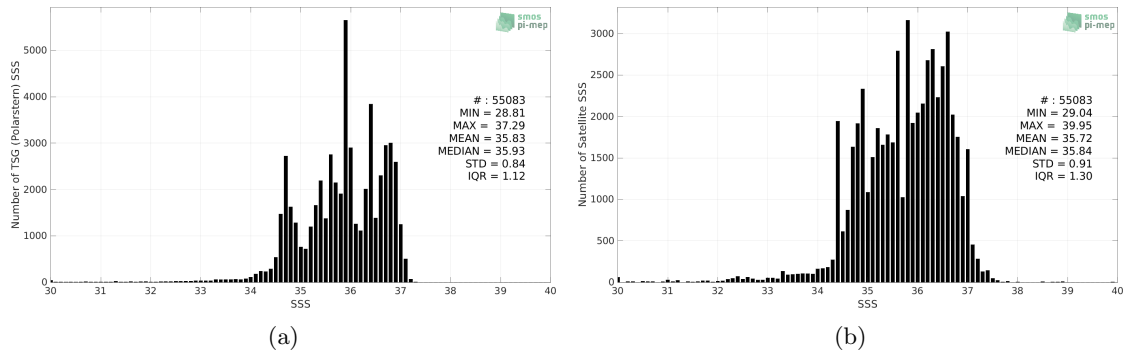 smos
pi-mep
Number of TSG (Polarstern) SSS
5000
4000
3000
2000
1000
0
# : 55083
MIN = 28.81
MAX = 37.29
MEAN = 35.83
MEDIAN = 35.93
STD = 0.84
IQR = 1.12
30 31 32 33 34 35 36 37 38 39 40
SSS
(a)
smos
pi-mep
Number of Satellite SSS
3000
2500
2000
1500
1000
500
0
# : 55083
MIN = 29.04
MAX = 39.95
MEAN = 35.72
MEDIAN = 35.84
STD = 0.91
IQR = 1.30
30 31 32 33 34 35 36 37 38 39 40
SSS
(b)